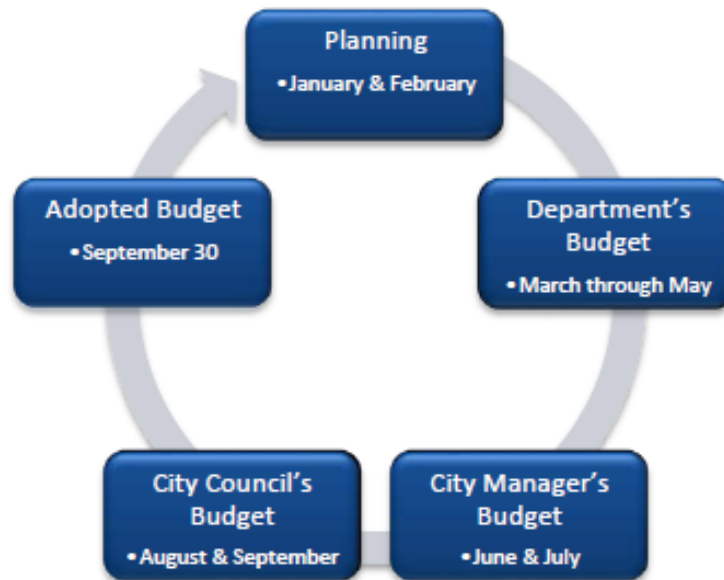 Planning
•January & February
Department's
Budget
•March through May
City Manager's
Budget
•June & July
City Council's
Budget
•August & September
Adopted Budget
•September 30